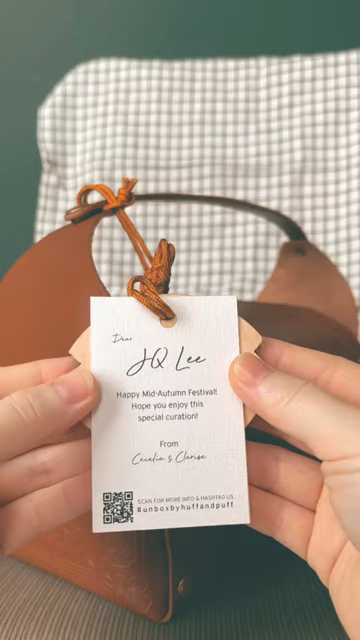 Dear
JQ Lee
Happy Mid-Autumn Festival!
Hope you enjoy this
special curation!
From
Cecelia & Clarise
SCAN FOR MORE INFO & HASHTAG US
#unboxbyhuffandpuff